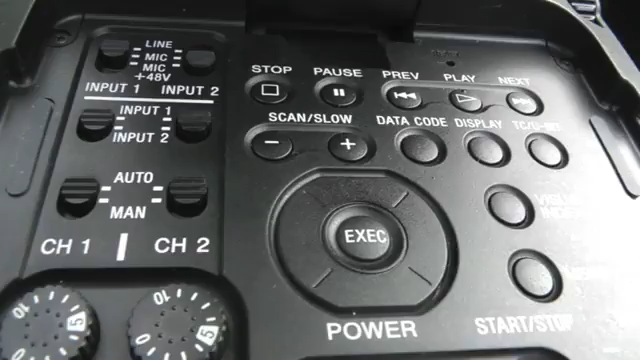 LINE
MIC
MIC
+48V
INPUT 1 INPUT 2
INPUT 1
INPUT 2
AUTO
MAN
CH 1 CH 2
10 5 10 5
STOP PAUSE PREV PLAY NEXT
SCAN/SLOW DATA CODE DISPLAY
− +
EXEC
POWER START/STOP